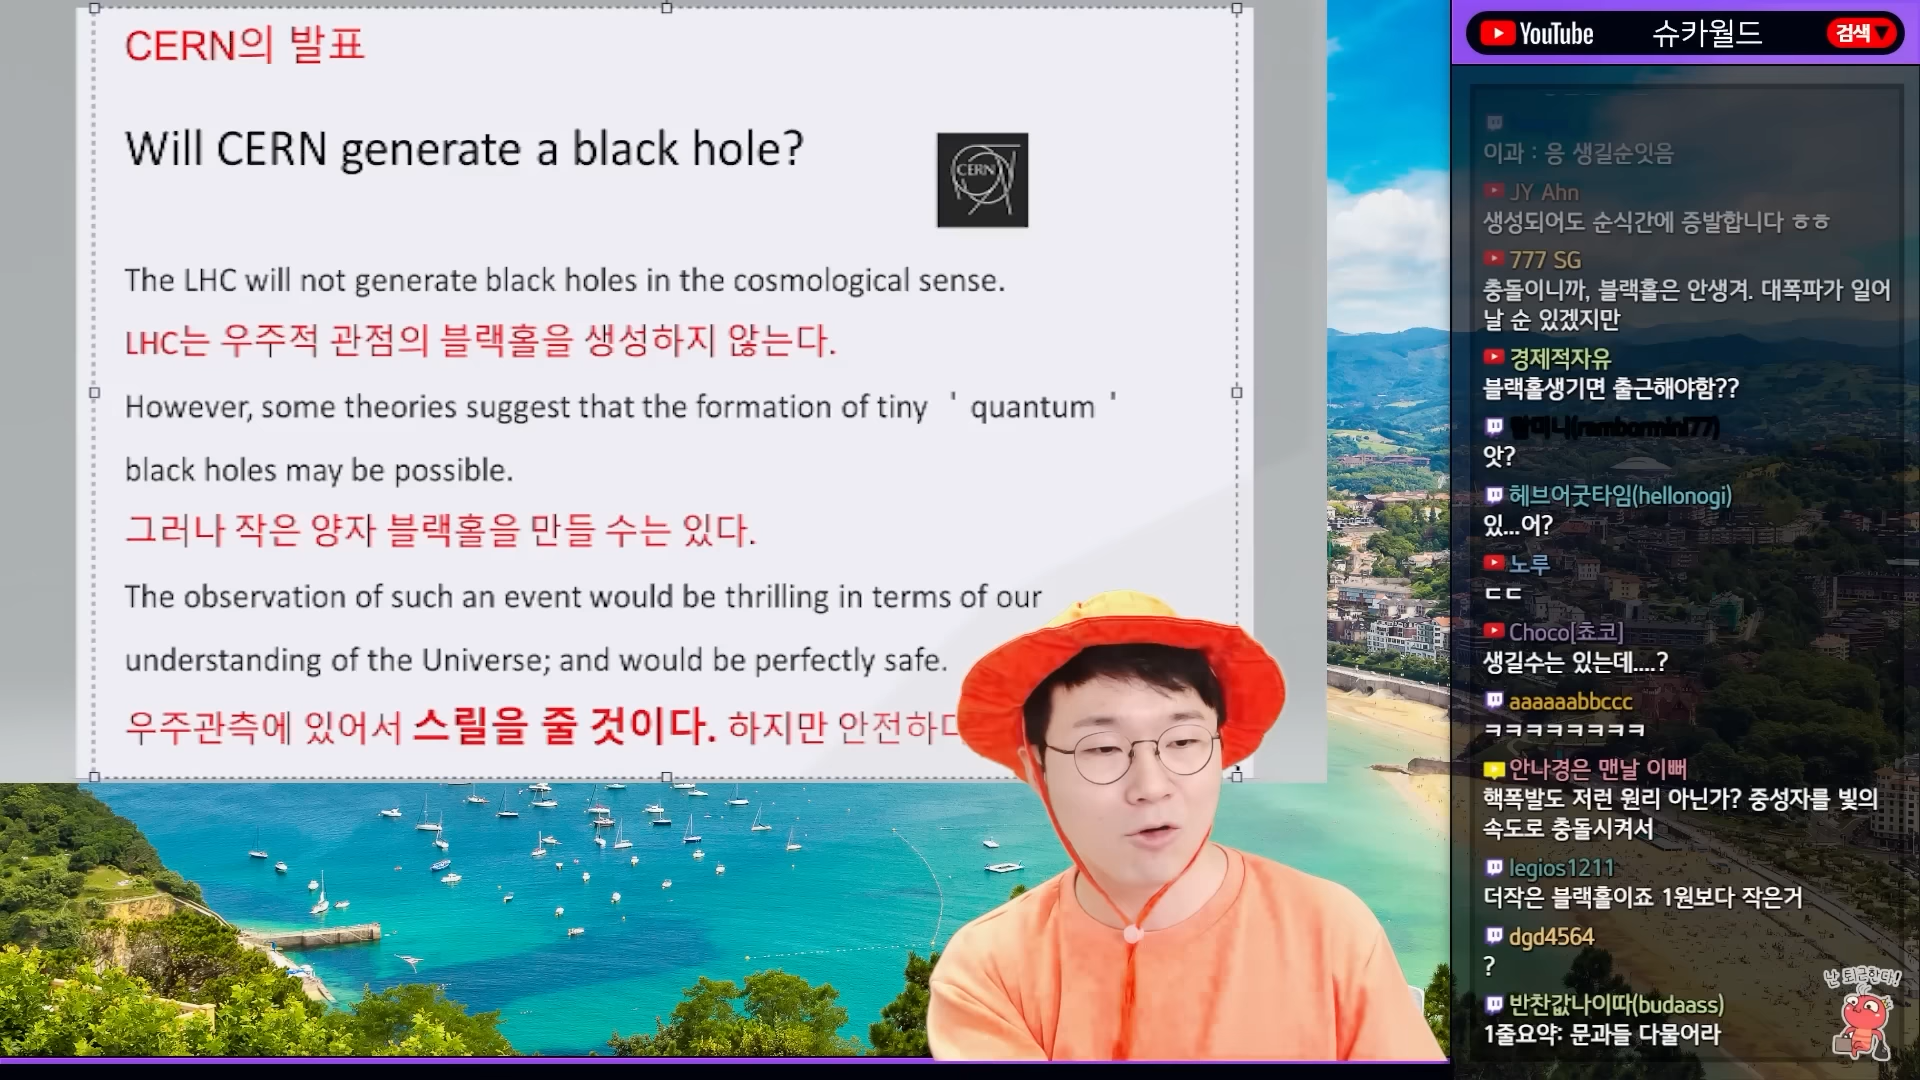 CERN의 발표
Will CERN generate a black hole?
CERN
The LHC will not generate black holes in the cosmological sense.
LHC는 우주적 관점의 블랙홀을 생성하지 않는다.
However, some theories suggest that the formation of tiny ' quantum '
black holes may be possible.
그러나 작은 양자 블랙홀을 만들 수는 있다.
The observation of such an event would be thrilling in terms of our
understanding of the Universe; and would be perfectly safe.
우주관측에 있어서 스릴을 줄 것이다. 하지만
YouTube 슈카월드 검색▼
이과 : 응 생길순잇음
JY Ahn
생성되어도 순식간에 증발합니다 ㅎㅎ
777 SG
충돌이니까, 블랙홀은 안생겨. 대폭파가 일어
날 순 있겠지만
경제적자유
블랙홀생기면 출근해야함??
앗?
헤브어굿타임(hellonogi)
있...어?
노루
ㄷㄷ
Choco[쵸코]
생길수는 있는데....?
aaaaaabbccc
ㅋㅋㅋㅋㅋㅋㅋㅋ
안나경은 맨날 이뻐
핵폭발도 저런 원리 아닌가? 중성자를 빛의
속도로 충돌시켜서
legios1211
더작은 블랙홀이죠 1원보다 작은거
dgd4564
?
반찬값나이따(budaass)
1줄요약: 문과들 다물어라
난 퇴근한다!